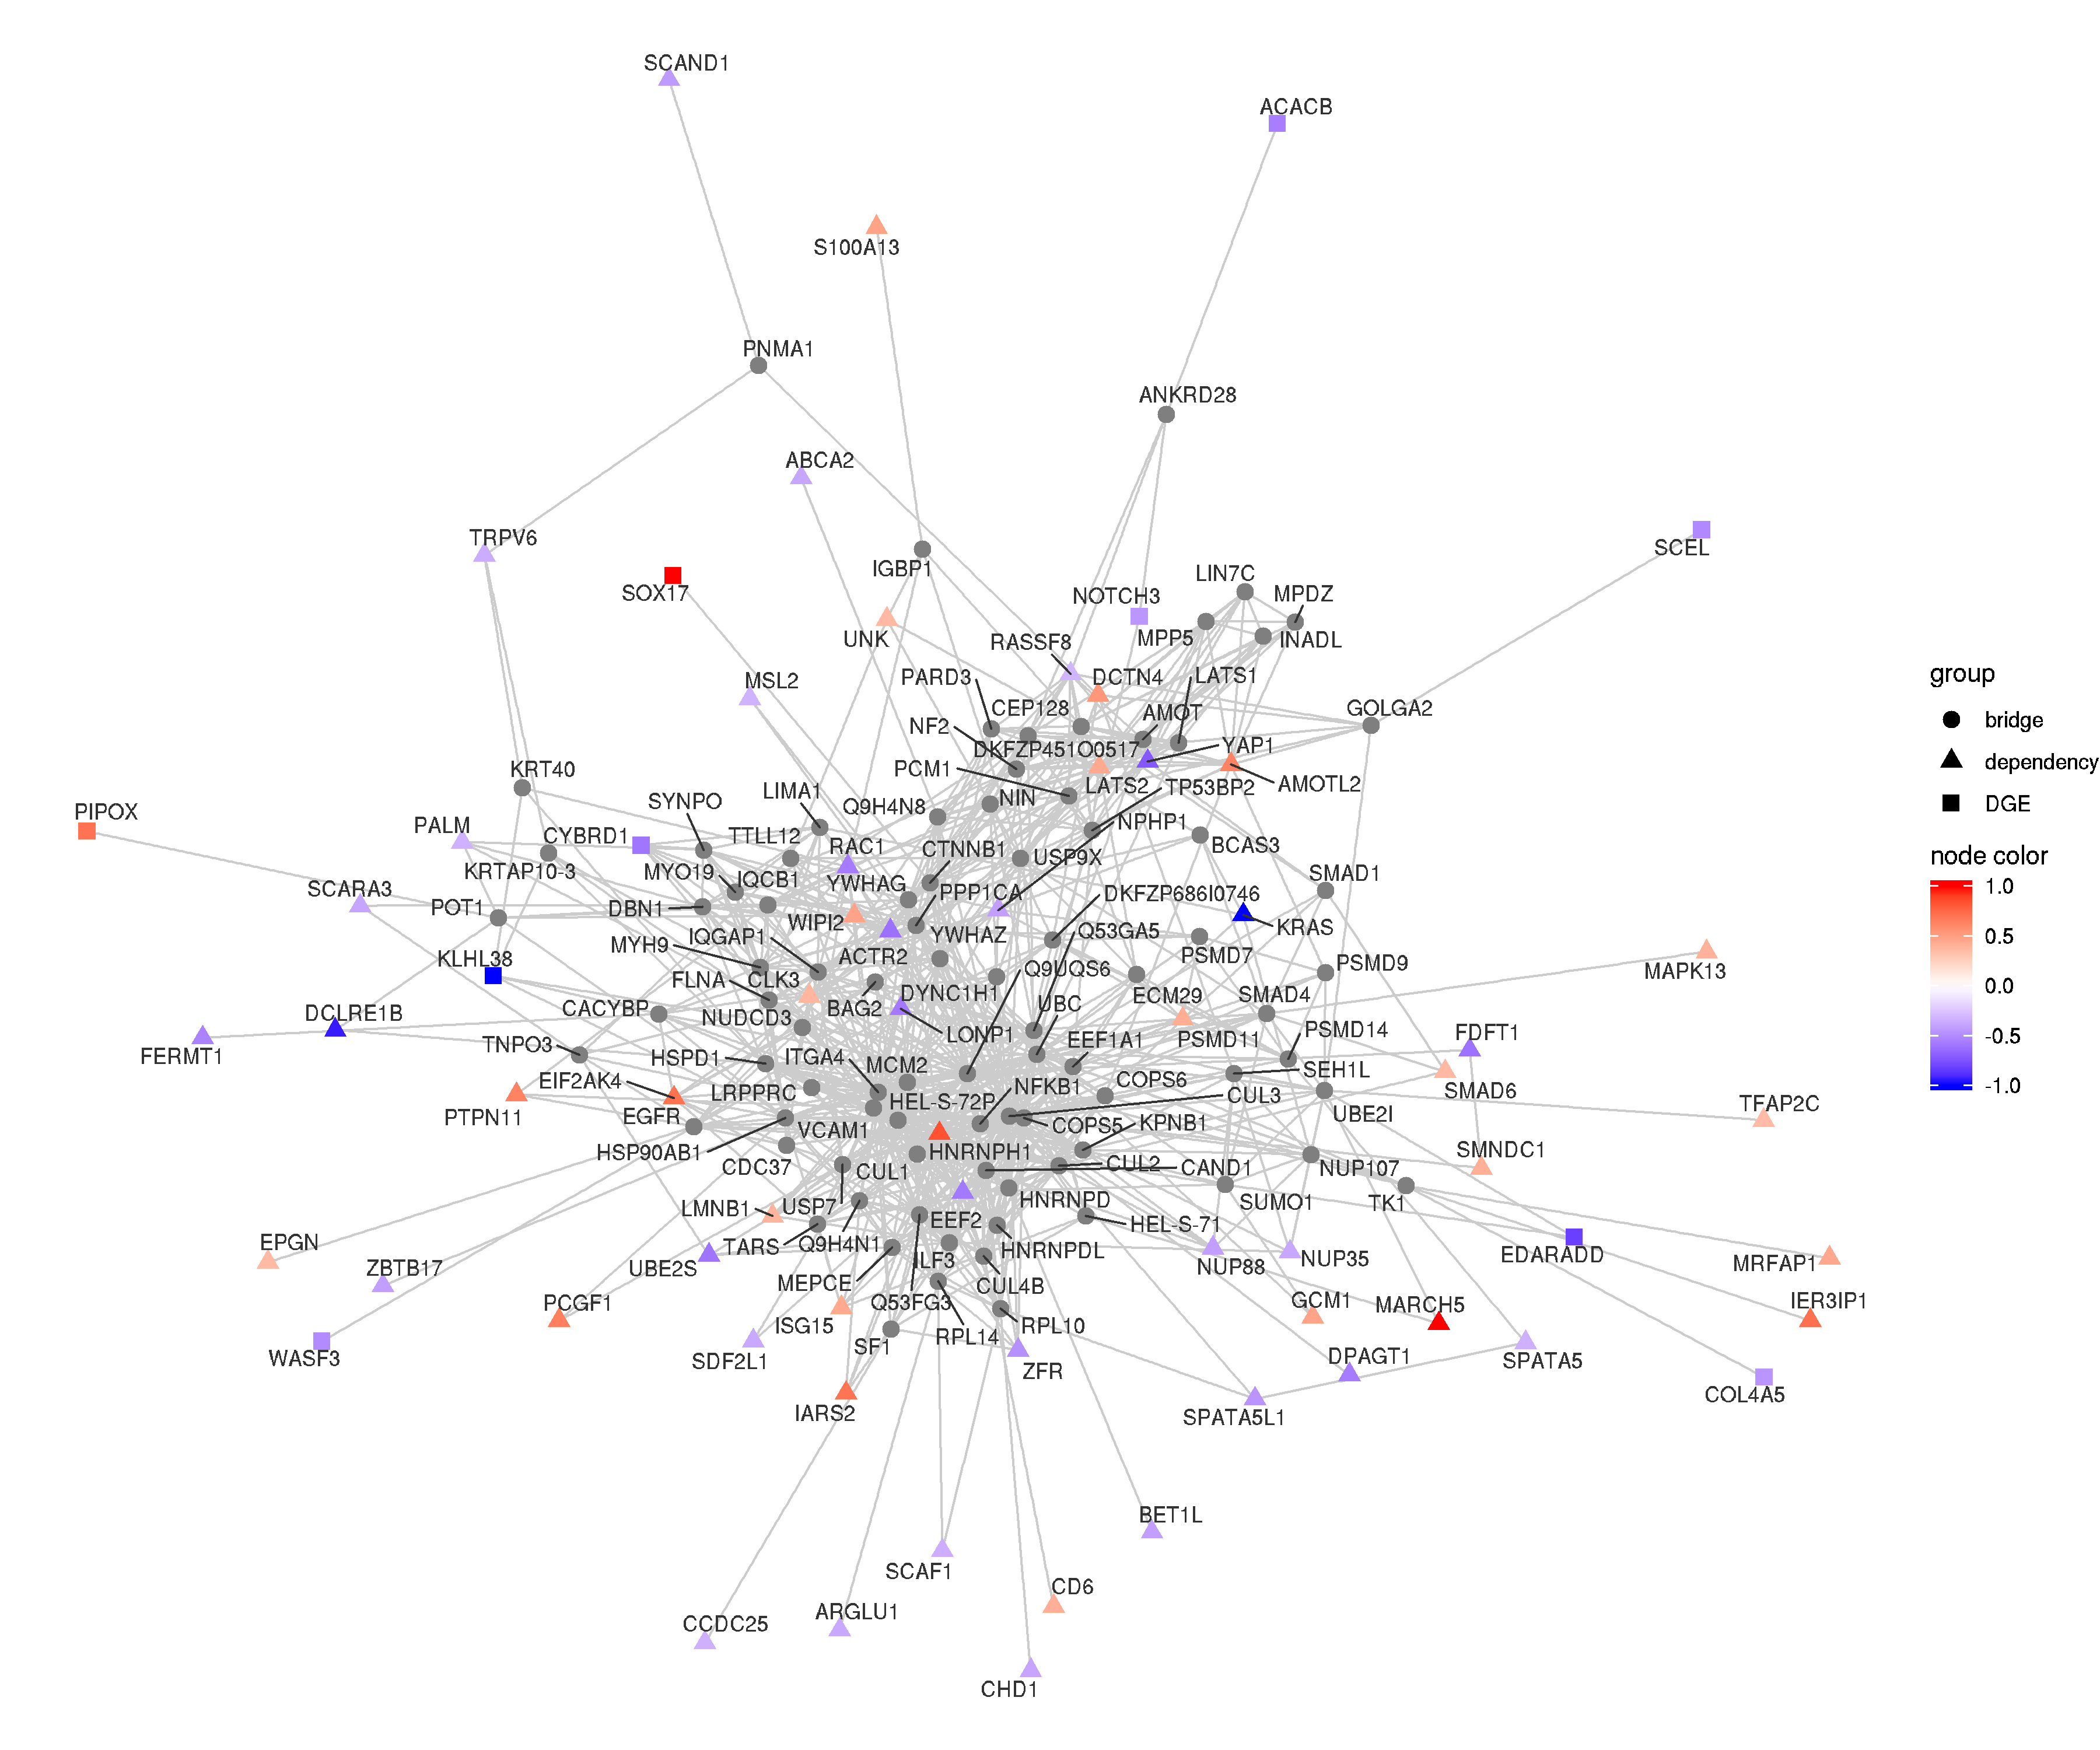 SCAND1
ACACB
S100A13
PNMA1
ANKRD28
ABCA2
TRPV6
SCEL
IGBP1
LIN7C
SOX17
NOTCH3
MPDZ
UNK
RASSF8
MPP5
INADL
MSL2
PARD3
DCTN4
LATS1
CEP128
AMOT
GOLGA2
NF2
DKFZP451O0517
YAP1
PCM1
LATS2
TP53BP2
AMOTL2
KRT40
LIMA1
Q9H4N8
NIN
PIPOX
SYNPO
PALM
CYBRD1
TTLL12
RAC1
CTNNB1
NPHP1
USP9X
BCAS3
KRTAP10-3
MYO19
IQCB1
YWHAG
PPP1CA
DKFZP686I0746
SMAD1
SCARA3
POT1
DBN1
WIPI2
YWHAZ
Q53GA5
KRAS
MYH9
IQGAP1
KLHL38
FLNA
CLK3
ACTR2
DYNC1H1
Q9UQS6
PSMD7
PSMD9
MAPK13
DCLRE1B
CACYBP
NUDCD3
BAG2
UBC
ECM29
SMAD4
FERMT1
TNPO3
HSPD1
ITGA4
LONP1
EEF1A1
PSMD11
PSMD14
FDFT1
EIF2AK4
LRPPRC
MCM2
NFKB1
COPS6
SEH1L
PTPN11
EGFR
HEL-S-72P
CUL3
UBE2I
SMAD6
TFAP2C
HSP90AB1
VCAM1
COPS5
KPNB1
CDC37
CUL1
HNRNPH1
CUL2
CAND1
NUP107
SMNDC1
LMNB1
USP7
HNRNPD
SUMO1
TK1
EPGN
ZBTB17
UBE2S
TARS
Q9H4N1
EEF2
HEL-S-71
EDARADD
ILF3
HNRNPDL
NUP88
NUP35
MRFAP1
PCGF1
MEPCE
Q53FG3
CUL4B
GCM1
MARCH5
IER3IP1
WASF3
ISG15
SDF2L1
SF1
RPL14
RPL10
ZFR
DPAGT1
SPATA5
COL4A5
IARS2
SPATA5L1
BET1L
SCAF1
CD6
ARGLU1
CCDC25
CHD1
group
bridge
dependency
DGE
node color
1.0
0.5
0.0
-0.5
-1.0